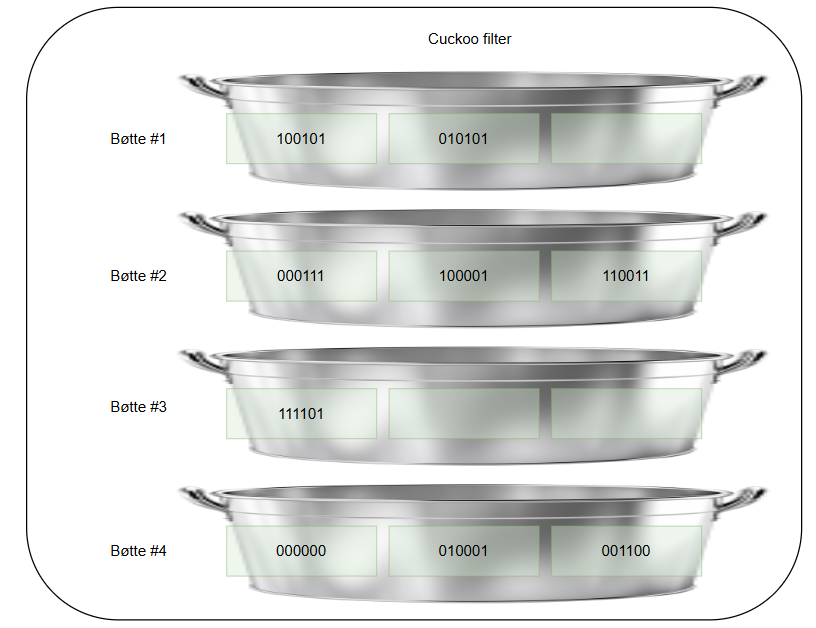 Cuckoo filter
Bøtte #1 100101 010101
Bøtte #2 000111 100001 110011
Bøtte #3 111101
Bøtte #4 000000 010001 001100